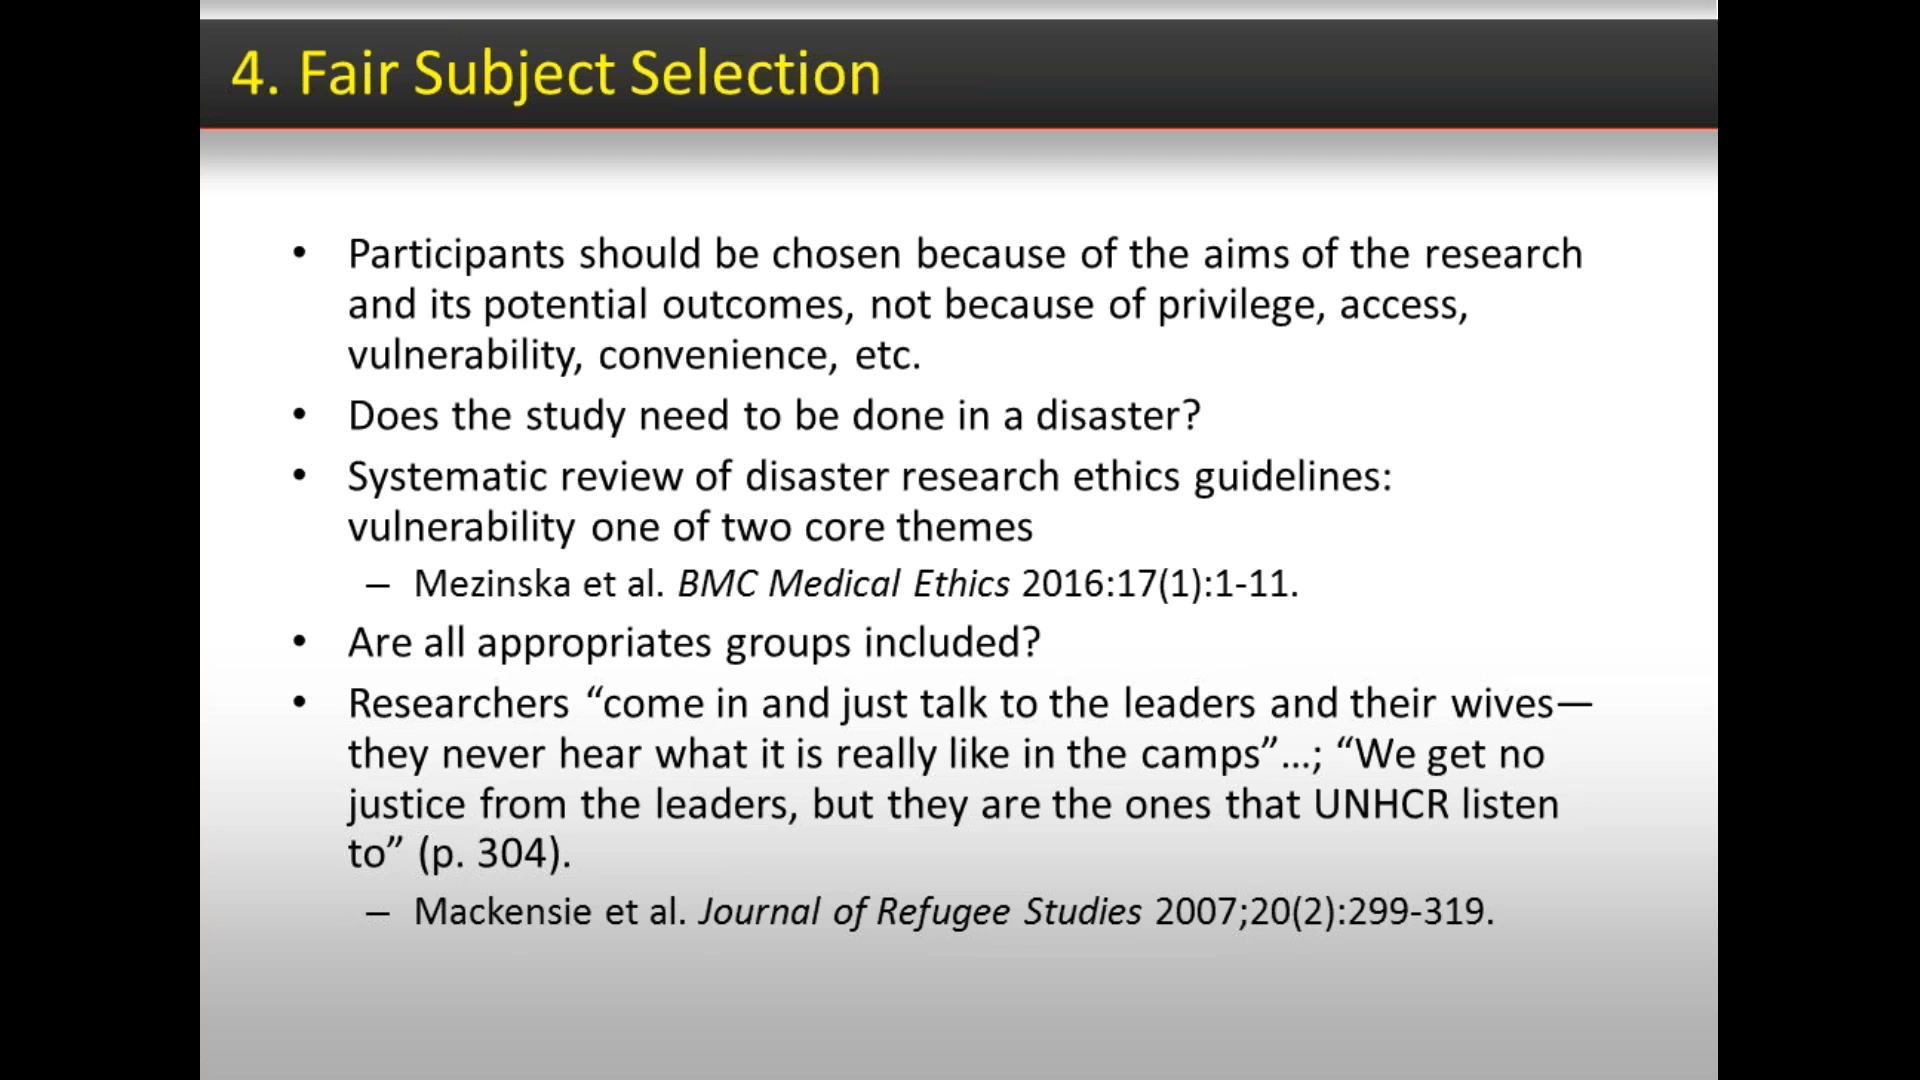 4. Fair Subject Selection
• Participants should be chosen because of the aims of the research
and its potential outcomes, not because of privilege, access,
vulnerability, convenience, etc.
• Does the study need to be done in a disaster?
• Systematic review of disaster research ethics guidelines:
vulnerability one of two core themes
– Mezinska et al. BMC Medical Ethics 2016:17(1):1-11.
• Are all appropriates groups included?
• Researchers “come in and just talk to the leaders and their wives—
they never hear what it is really like in the camps”…; “We get no
justice from the leaders, but they are the ones that UNHCR listen
to” (p. 304).
– Mackensie et al. Journal of Refugee Studies 2007;20(2):299-319.